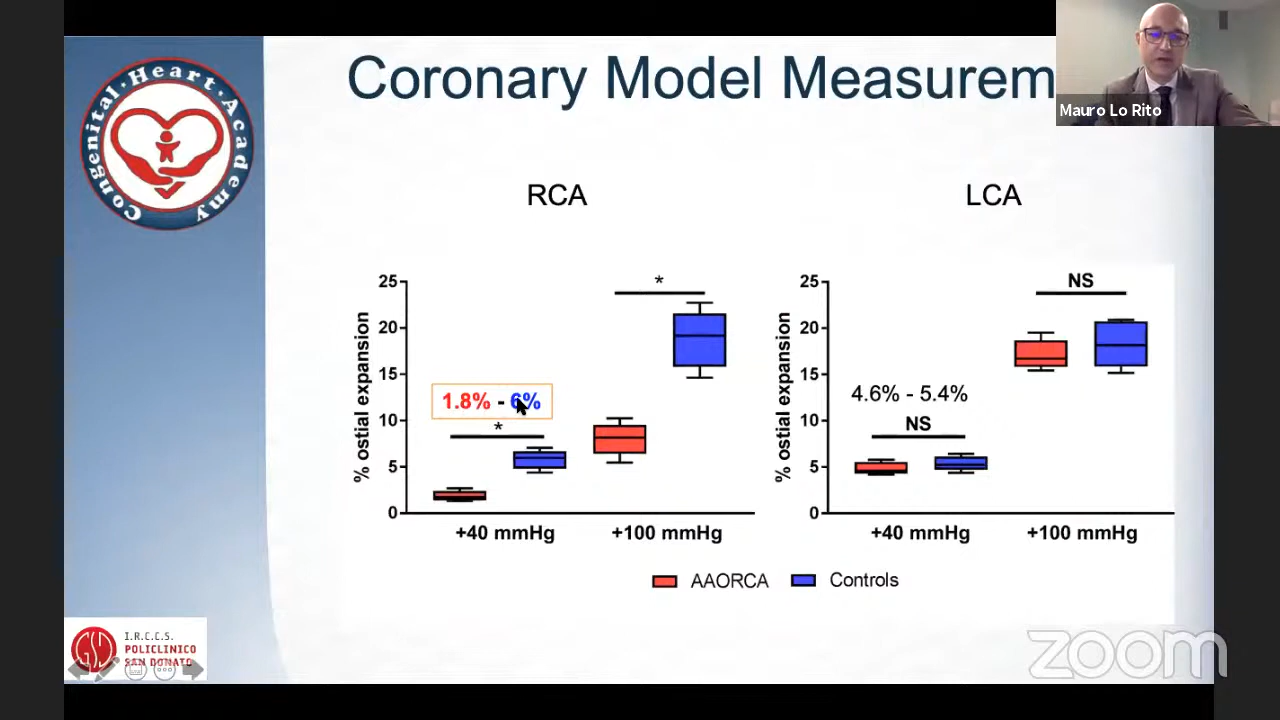 Coronary Model Measurem
Mauro Lo Rito
Congenital · Heart · Academy
RCA
LCA
% ostial expansion
25
20
15
10
5
0
1.8% - 6%
*
*
+40 mmHg
+100 mmHg
% ostial expansion
25
20
15
10
5
0
4.6% - 5.4%
NS
NS
+40 mmHg
+100 mmHg
AAORCA
Controls
GSD
I.R.C.C.S.
POLICLINICO
SAN DONATO
zoom